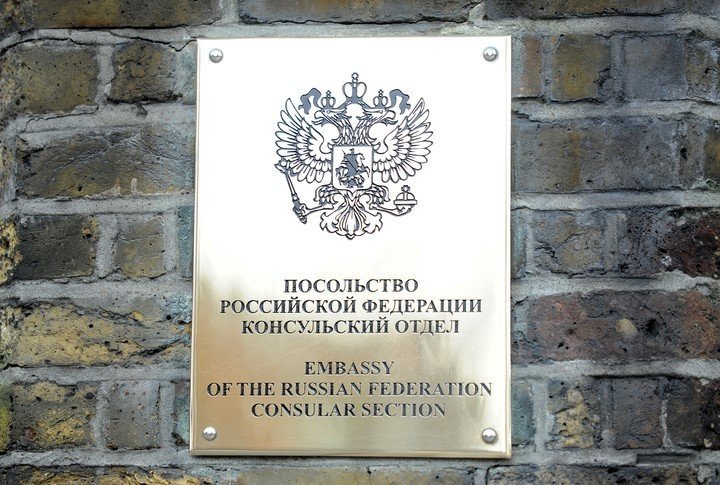 ПОСОЛЬСТВО
РОССИЙСКОЙ ФЕДЕРАЦИИ
КОНСУЛЬСКИЙ ОТДЕЛ
EMBASSY
OF THE RUSSIAN FEDERATION
CONSULAR SECTION